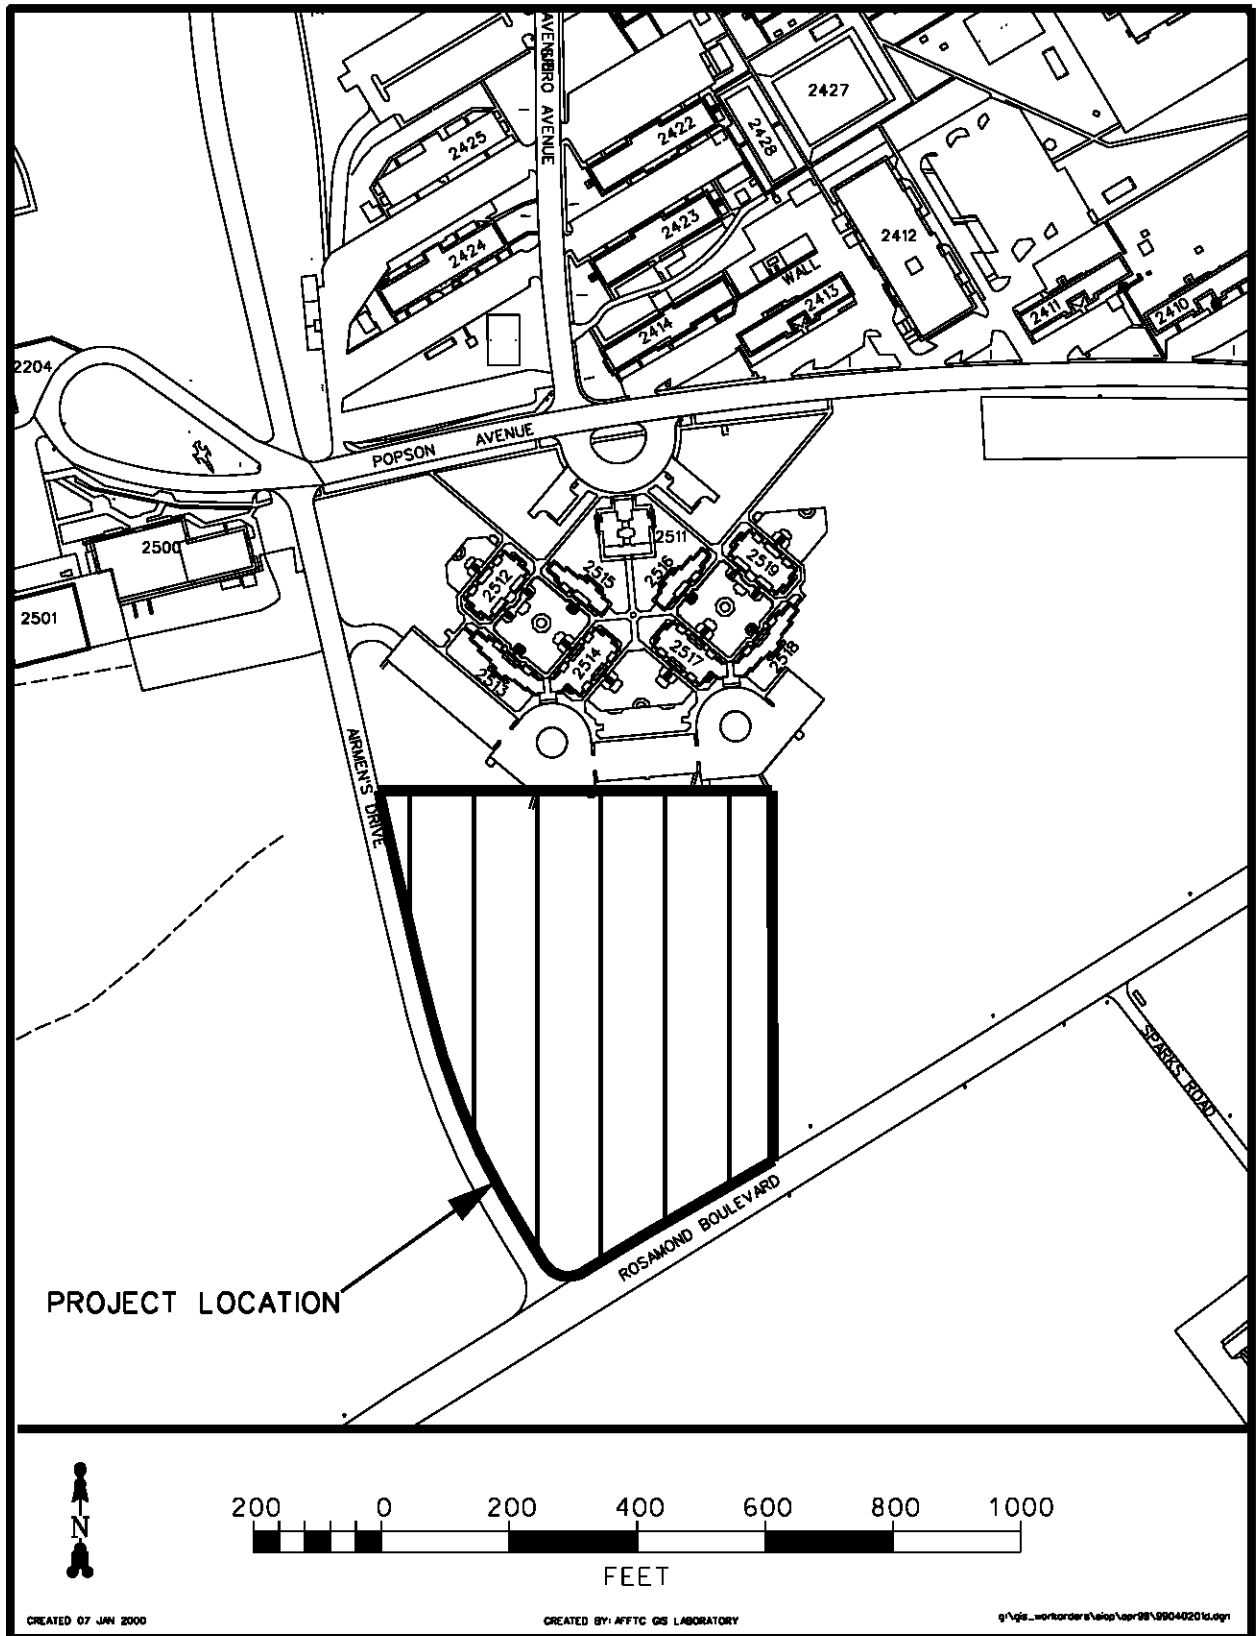 AVENUE
2427
2422
2428
2425
2423
2424
2412
WALL
2413
2414
2411
2410
2204
POPSON AVENUE
2500
2511
2519
2515
2516
2512
2501
2514
2517
2518
2513
AIRMEN'S DRIVE
SPARKS ROAD
ROSAMOND BOULEVARD
PROJECT LOCATION
200 0 200 400 600 800 1000
N
FEET
CREATED 07 JAN 2000
CREATED BY: AFFTC GIS LABORATORY